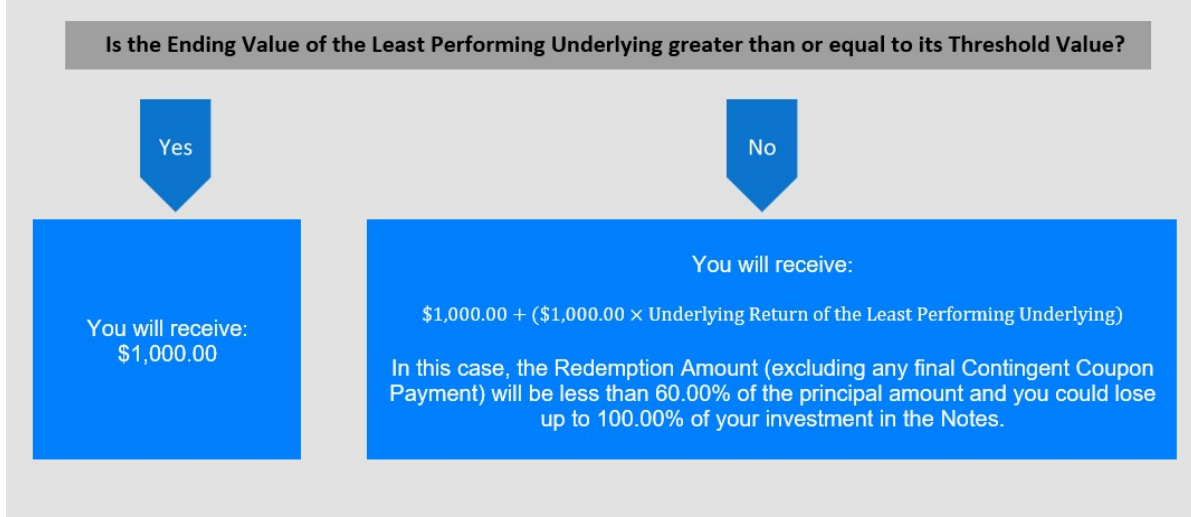 Is the Ending Value of the Least Performing Underlying greater than or equal to its Threshold Value?
Yes
No
You will receive:
$1,000.00
You will receive:
$1,000.00 + ($1,000.00 × Underlying Return of the Least Performing Underlying)
In this case, the Redemption Amount (excluding any final Contingent Coupon
Payment) will be less than 60.00% of the principal amount and you could lose
up to 100.00% of your investment in the Notes.